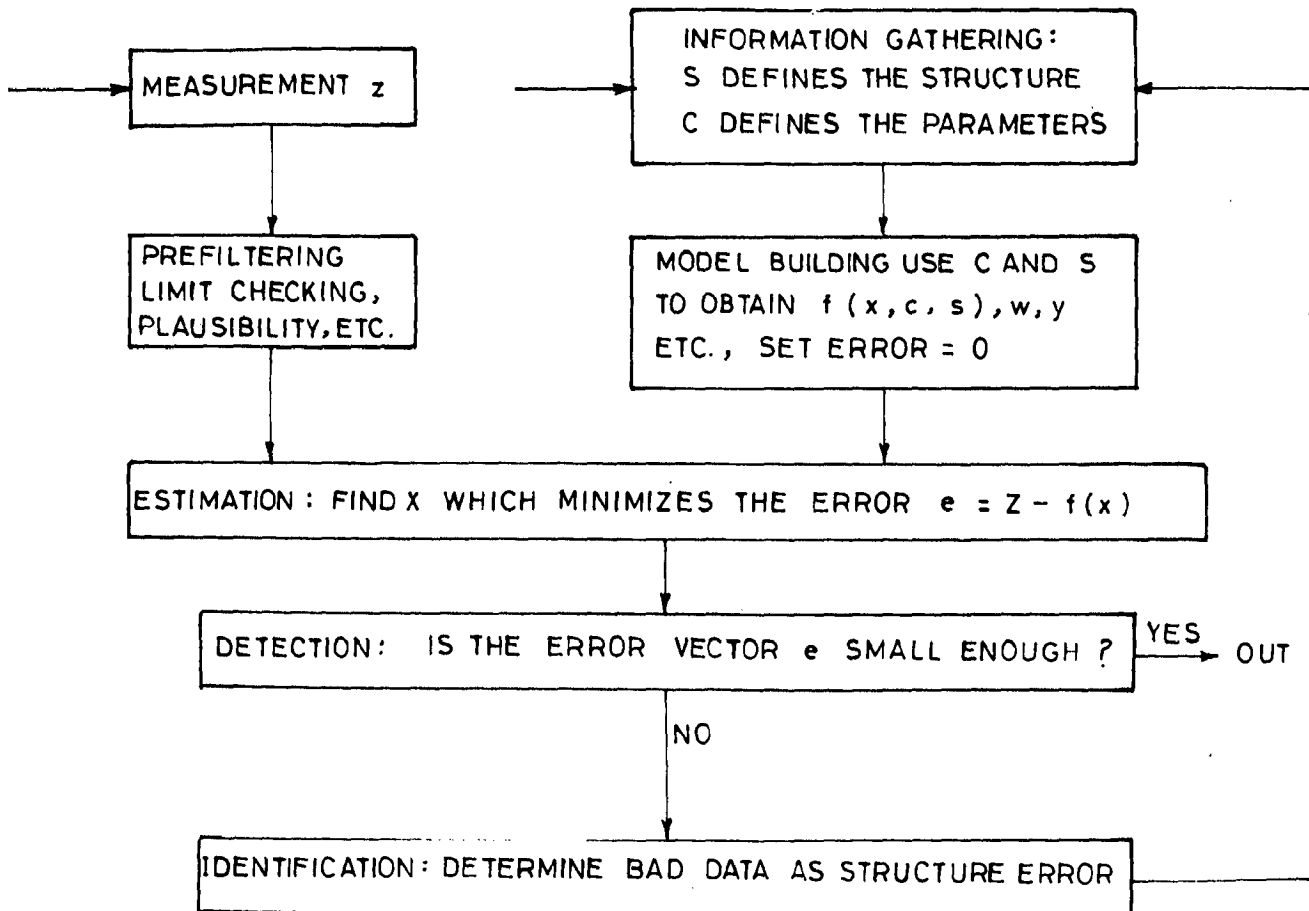 MEASUREMENT z
INFORMATION GATHERING:
S DEFINES THE STRUCTURE
C DEFINES THE PARAMETERS
PREFILTERING
LIMIT CHECKING,
PLAUSIBILITY, ETC.
MODEL BUILDING USE C AND S
TO OBTAIN f (x, c, s), w, y
ETC., SET ERROR = 0
ESTIMATION: FIND X WHICH MINIMIZES THE ERROR e = Z - f(x)
DETECTION: IS THE ERROR VECTOR e SMALL ENOUGH ?
YES
OUT
NO
IDENTIFICATION: DETERMINE BAD DATA AS STRUCTURE ERROR